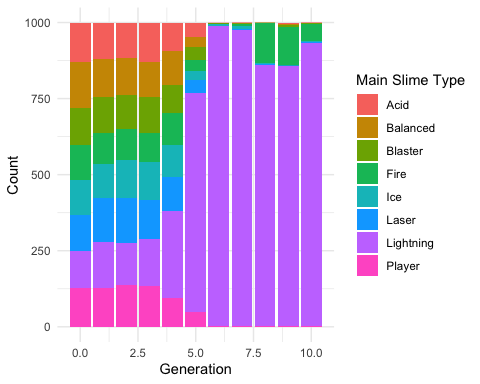 1000
750
500
250
0
Count
0.0 2.5 5.0 7.5 10.0
Generation
Main Slime Type
Acid
Balanced
Blaster
Fire
Ice
Laser
Lightning
Player